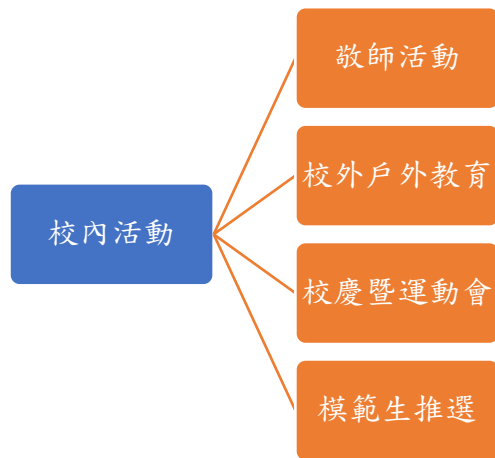 敬師活動
校外戶外教育
校內活動
校慶暨運動會
模範生推選